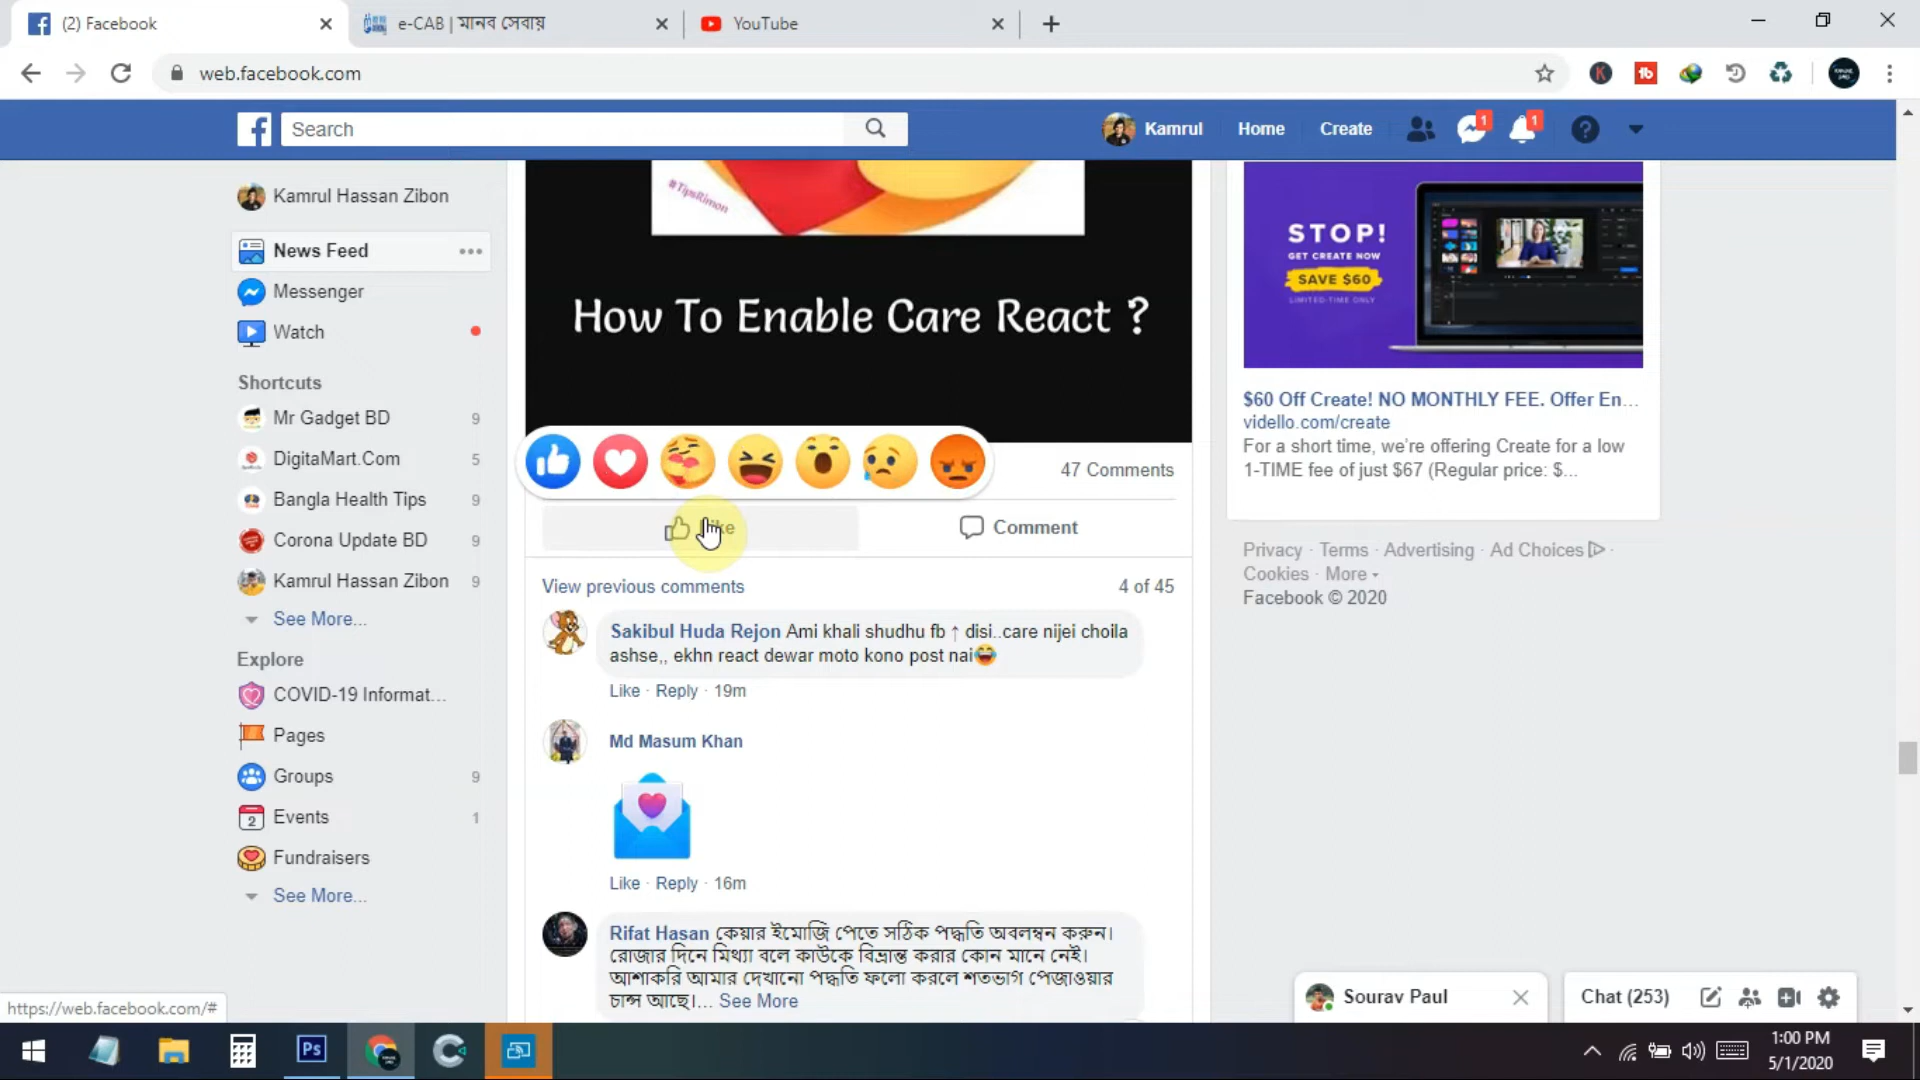 (2) Facebook
e-CAB | মানব সেবায়
YouTube
web.facebook.com
Search
Kamrul
Home
Create
1
1
Kamrul Hassan Zibon
News Feed
Messenger
Watch
Shortcuts
Mr Gadget BD 9
DigitaMart.Com 5
Bangla Health Tips 9
Corona Update BD 9
Kamrul Hassan Zibon 9
See More...
Explore
COVID-19 Informat...
Pages
Groups 9
2 Events 1
Fundraisers
See More...
https://web.facebook.com/#
#TipsRimon
How To Enable Care React ?
47 Comments
Like
Comment
View previous comments 4 of 45
Sakibul Huda Rejon Ami khali shudhu fb ↑ disi..care nijei choila
ashse,, ekhn react dewar moto kono post nai😂
Like · Reply · 19m
Md Masum Khan
Like · Reply · 16m
Rifat Hasan কেয়ার ইমোজি পেতে সঠিক পদ্ধতি অবলম্বন করুন।
রোজার দিনে মিথ্যা বলে কাউকে বিভ্রান্ত করার কোন মানে নেই।
আশাকরি আমার দেখানো পদ্ধতি ফলো করলে শতভাগ পেজাওয়ার
চান্স আছে।... See More
STOP!
GET CREATE NOW
SAVE $60
LIMITED-TIME ONLY
$60 Off Create! NO MONTHLY FEE. Offer En...
vidello.com/create
For a short time, we're offering Create for a low
1-TIME fee of just $67 (Regular price: $...
Privacy · Terms · Advertising · Ad Choices ·
Cookies · More
Facebook © 2020
Sourav Paul
Chat (253)
Ps
1:00 PM
5/1/2020